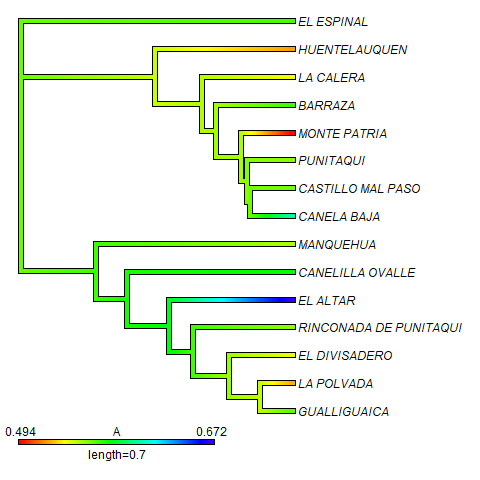 EL ESPINAL
HUENTELAUQUEN
LA CALERA
BARRAZA
MONTE PATRIA
PUNITAQUI
CASTILLO MAL PASO
CANELA BAJA
MANQUEHUA
CANELILLA OVALLE
EL ALTAR
RINCONADA DE PUNITAQUI
EL DIVISADERO
LA POLVADA
GUALLIGUAICA
0.494 A 0.672
length=0.7